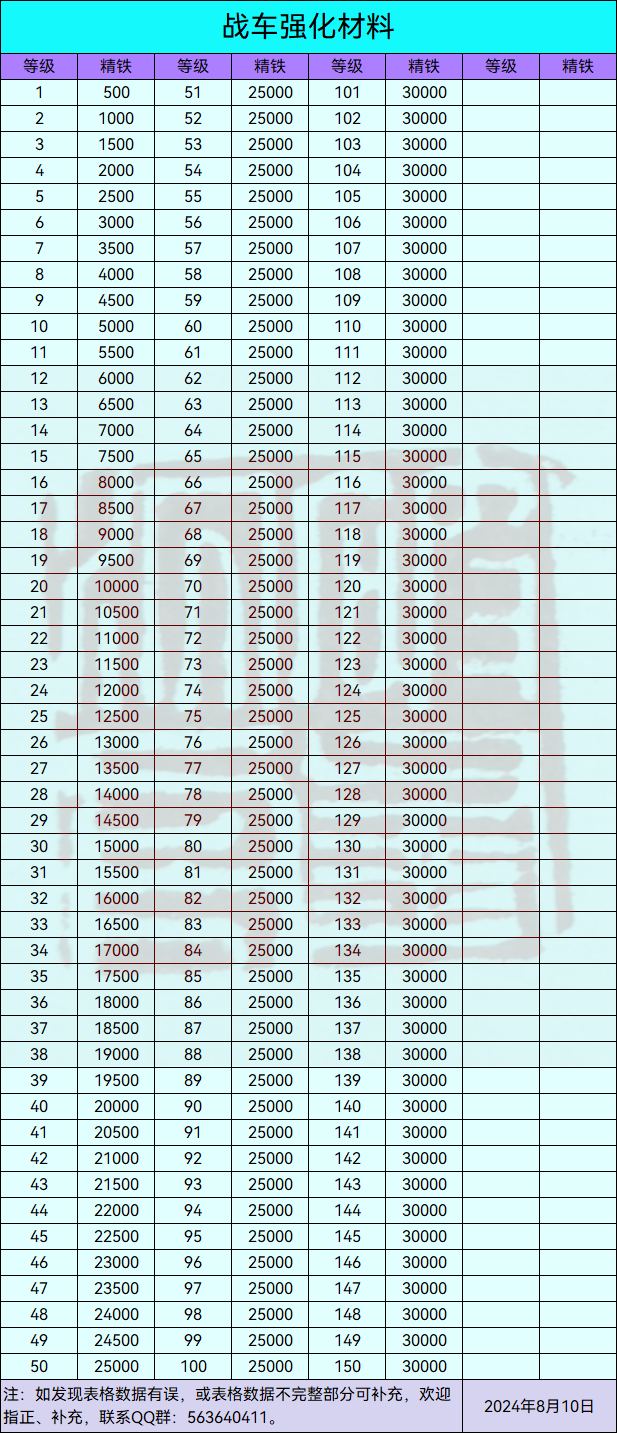 战车强化材料
等级 精铁 等级 精铁 等级 精铁 等级 精铁
1 500 51 25000 101 30000
2 1000 52 25000 102 30000
3 1500 53 25000 103 30000
4 2000 54 25000 104 30000
5 2500 55 25000 105 30000
6 3000 56 25000 106 30000
7 3500 57 25000 107 30000
8 4000 58 25000 108 30000
9 4500 59 25000 109 30000
10 5000 60 25000 110 30000
11 5500 61 25000 111 30000
12 6000 62 25000 112 30000
13 6500 63 25000 113 30000
14 7000 64 25000 114 30000
15 7500 65 25000 115 30000
16 8000 66 25000 116 30000
17 8500 67 25000 117 30000
18 9000 68 25000 118 30000
19 9500 69 25000 119 30000
20 10000 70 25000 120 30000
21 10500 71 25000 121 30000
22 11000 72 25000 122 30000
23 11500 73 25000 123 30000
24 12000 74 25000 124 30000
25 12500 75 25000 125 30000
26 13000 76 25000 126 30000
27 13500 77 25000 127 30000
28 14000 78 25000 128 30000
29 14500 79 25000 129 30000
30 15000 80 25000 130 30000
31 15500 81 25000 131 30000
32 16000 82 25000 132 30000
33 16500 83 25000 133 30000
34 17000 84 25000 134 30000
35 17500 85 25000 135 30000
36 18000 86 25000 136 30000
37 18500 87 25000 137 30000
38 19000 88 25000 138 30000
39 19500 89 25000 139 30000
40 20000 90 25000 140 30000
41 20500 91 25000 141 30000
42 21000 92 25000 142 30000
43 21500 93 25000 143 30000
44 22000 94 25000 144 30000
45 22500 95 25000 145 30000
46 23000 96 25000 146 30000
47 23500 97 25000 147 30000
48 24000 98 25000 148 30000
49 24500 99 25000 149 30000
50 25000 100 25000 150 30000
注：如发现表格数据有误，或表格数据不完整部分可补充，欢迎
指正、补充，联系QQ群：563640411。
2024年8月10日